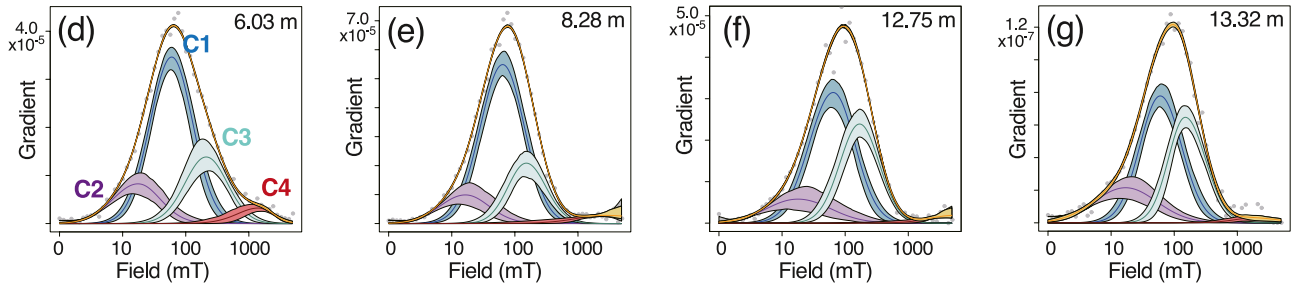 (d)
6.03 m
4.0
x10-5
C1
C3
C2
C4
Gradient
0
10
100
1000
Field (mT)
(e)
8.28 m
7.0
x10-5
Gradient
0
10
100
1000
Field (mT)
(f)
12.75 m
5.0
x10-5
Gradient
0
10
100
1000
Field (mT)
(g)
13.32 m
1.2
x10-7
Gradient
0
10
100
1000
Field (mT)